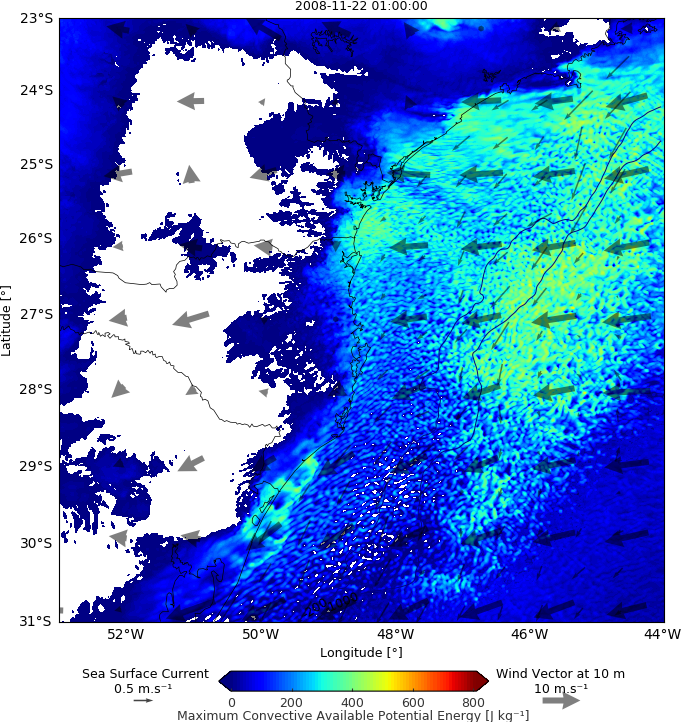 2008-11-22 01:00:00
23°S
24°S
25°S
26°S
27°S
28°S
29°S
30°S
31°S
Latitude [°]
52°W 50°W 48°W 46°W 44°W
Longitude [°]
Sea Surface Current
0.5 m.s⁻¹
Wind Vector at 10 m
10 m.s⁻¹
0 200 400 600 800
Maximum Convective Available Potential Energy [J kg⁻¹]